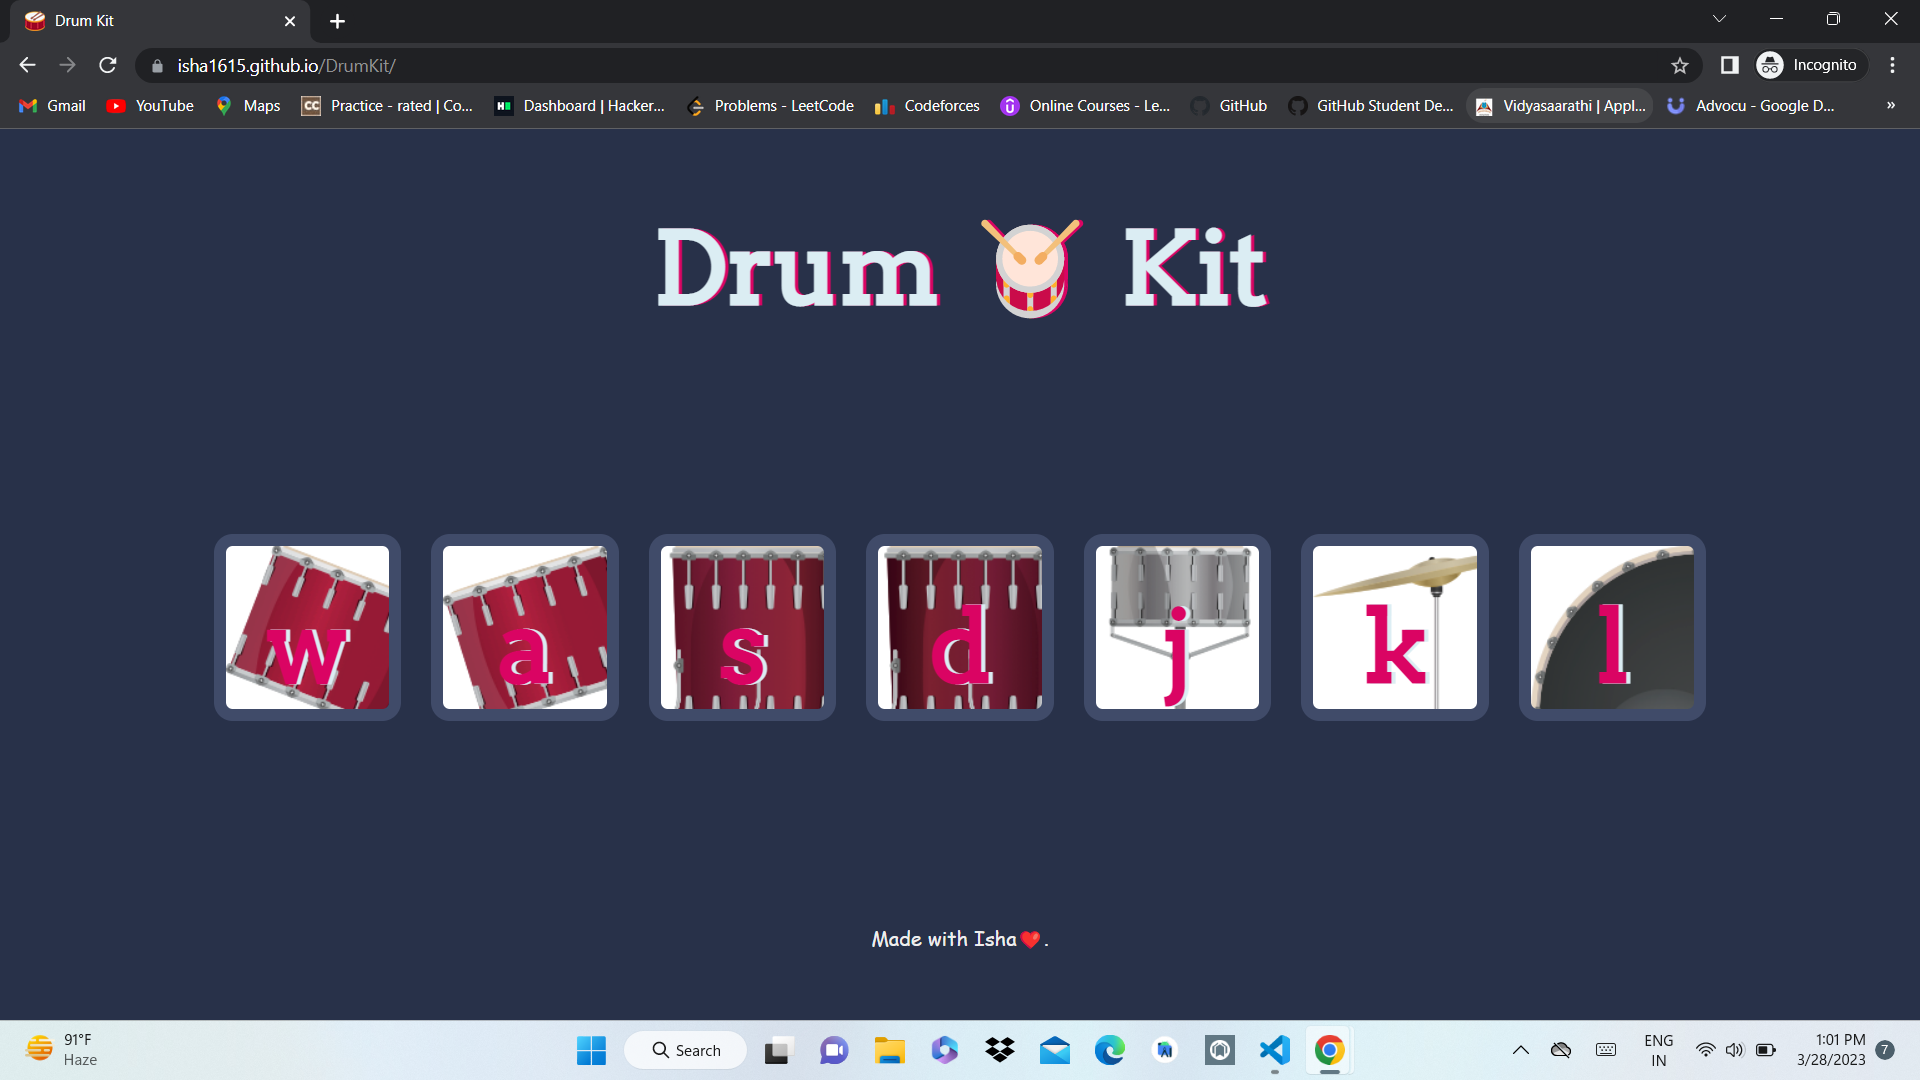 Drum Kit
isha1615.github.io/DrumKit/
Incognito
Gmail
YouTube
Maps
CC Practice - rated | Co...
H Dashboard | Hacker...
Problems - LeetCode
Codeforces
Online Courses - Le...
GitHub
GitHub Student De...
Vidyasaarathi | Appl...
Advocu - Google D...
»
Drum Kit
w a s d j k l
Made with Isha❤️.
91°F
Haze
Search
ENG
IN
1:01 PM
3/28/2023
7